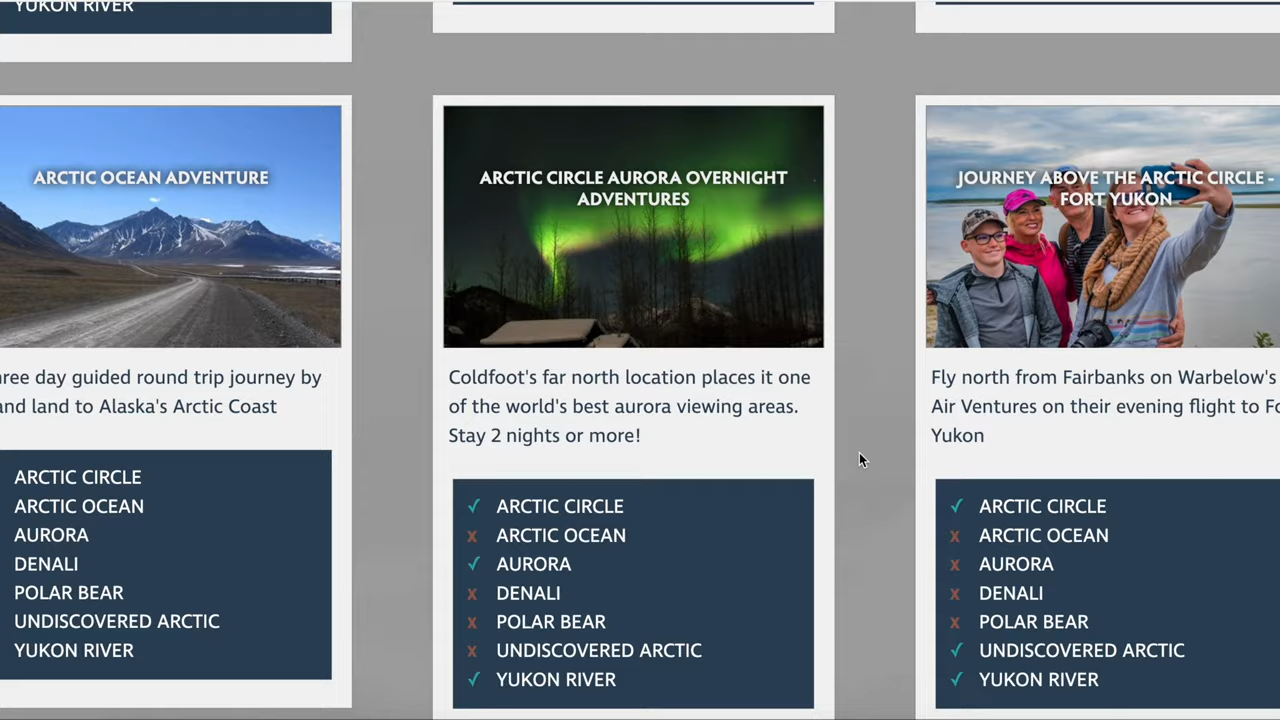 YUKON RIVER
ARCTIC OCEAN ADVENTURE
three day guided round trip journey by
and land to Alaska's Arctic Coast
ARCTIC CIRCLE
ARCTIC OCEAN
AURORA
DENALI
POLAR BEAR
UNDISCOVERED ARCTIC
YUKON RIVER
ARCTIC CIRCLE AURORA OVERNIGHT
ADVENTURES
Coldfoot's far north location places it one
of the world's best aurora viewing areas.
Stay 2 nights or more!
✓ ARCTIC CIRCLE
x ARCTIC OCEAN
✓ AURORA
x DENALI
x POLAR BEAR
x UNDISCOVERED ARCTIC
✓ YUKON RIVER
JOURNEY ABOVE THE ARCTIC CIRCLE -
FORT YUKON
Fly north from Fairbanks on Warbelow's
Air Ventures on their evening flight to
Yukon
✓ ARCTIC CIRCLE
x ARCTIC OCEAN
x AURORA
x DENALI
x POLAR BEAR
✓ UNDISCOVERED ARCTIC
✓ YUKON RIVER